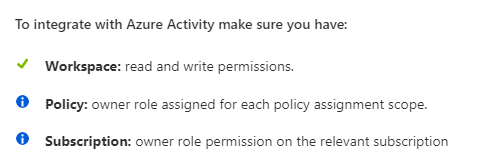 To integrate with Azure Activity make sure you have:
Workspace: read and write permissions.
Policy: owner role assigned for each policy assignment scope.
Subscription: owner role permission on the relevant subscription